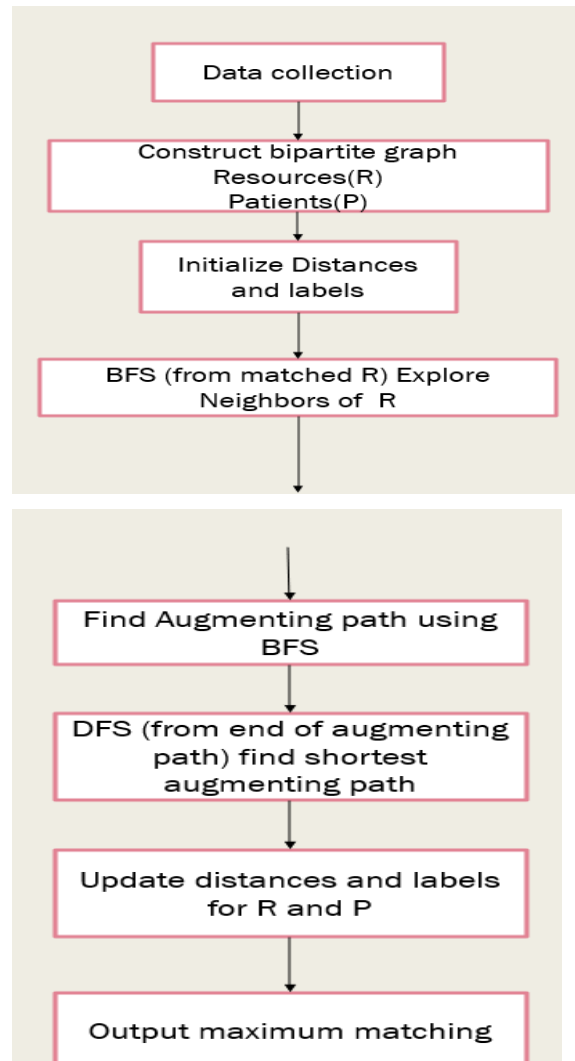 Data collection
Construct bipartite graph
Resources(R)
Patients(P)
Initialize Distances
and labels
BFS (from matched R) Explore
Neighbors of R
Find Augmenting path using
BFS
DFS (from end of augmenting
path) find shortest
augmenting path
Update distances and labels
for R and P
Output maximum matching